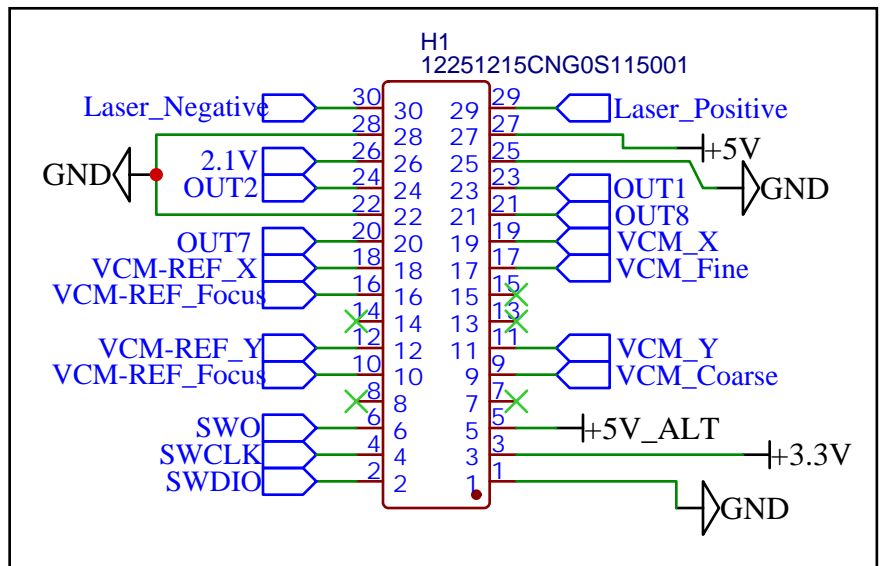 H1
12251215CNG0S115001
Laser_Negative 30 30 29 29 Laser_Positive
28 28 27 27 +5V
2.1V 26 26 25 25
GND OUT2 24 24 23 23 OUT1 GND
22 22 21 21 OUT8
OUT7 20 20 19 19 VCM_X
VCM-REF_X 18 18 17 17 VCM_Fine
VCM-REF_Focus 16 16 15 15
14 14 13 13
VCM-REF_Y 12 12 11 11 VCM_Y
VCM-REF_Focus 10 10 9 9 VCM_Coarse
8 8 7 7
SWO 6 6 5 5 +5V_ALT
SWCLK 4 4 3 3 +3.3V
SWDIO 2 2 1 1
GND